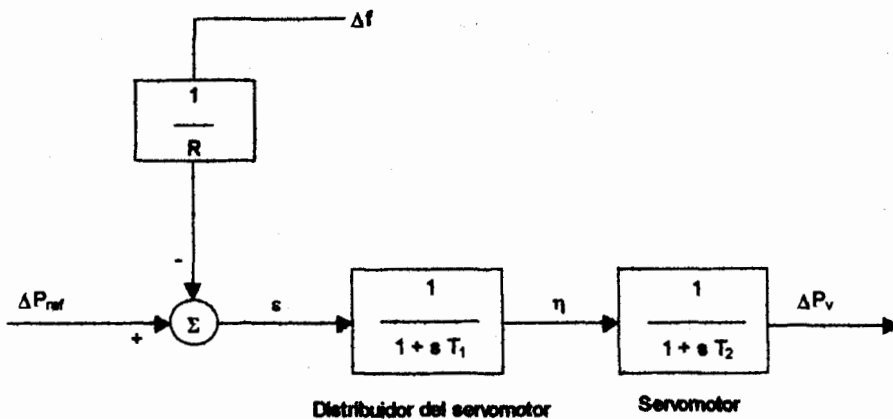 Δf
1
R
-
ΔP_ref
+
Σ
ε
1
1 + s T_1
η
1
1 + s T_2
ΔP_v
Distribuidor del servomotor
Servomotor